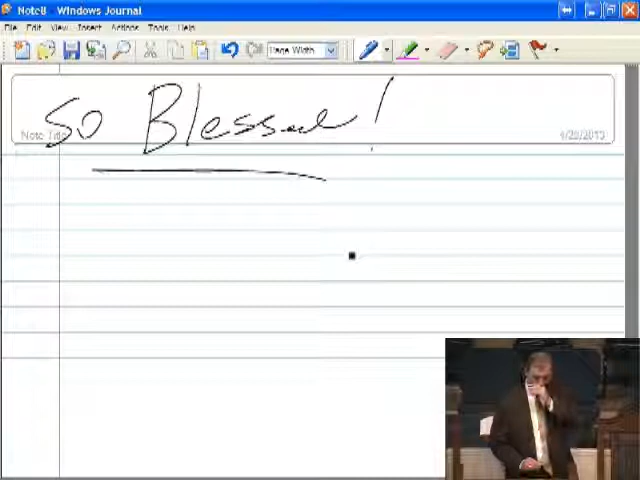 Note8 - Windows Journal
File Edit View Insert Actions Tools Help
Page Width
So Blessed!
Note Title
4/28/2013